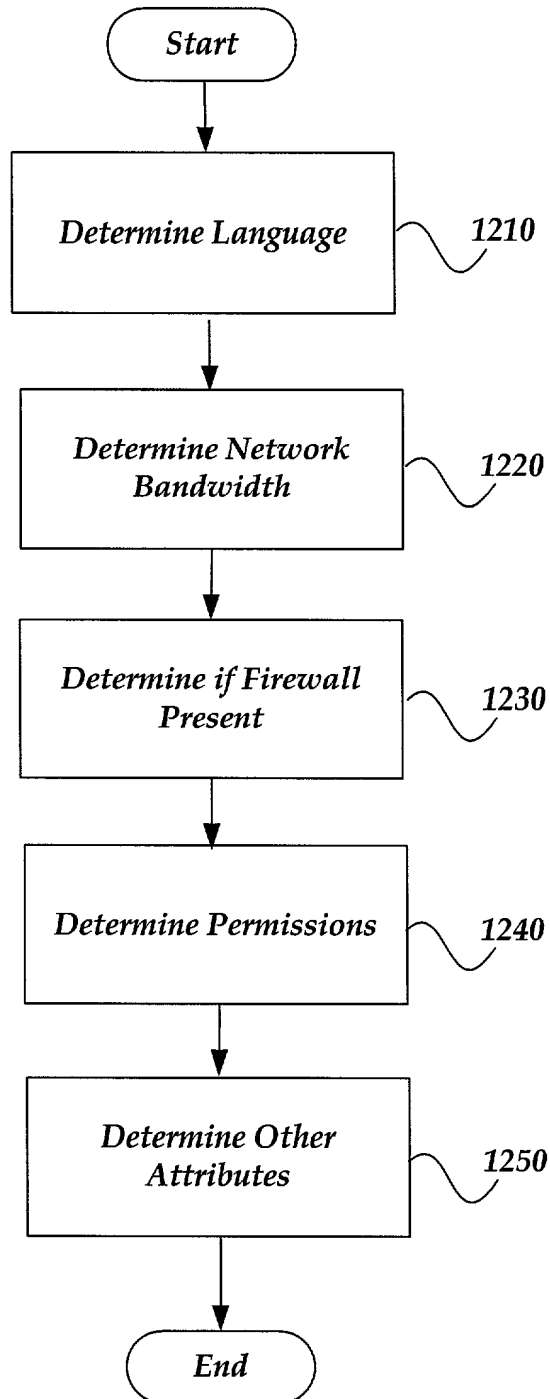 Start
Determine Language
1210
Determine Network
Bandwidth
1220
Determine if Firewall
Present
1230
Determine Permissions
1240
Determine Other
Attributes
1250
End